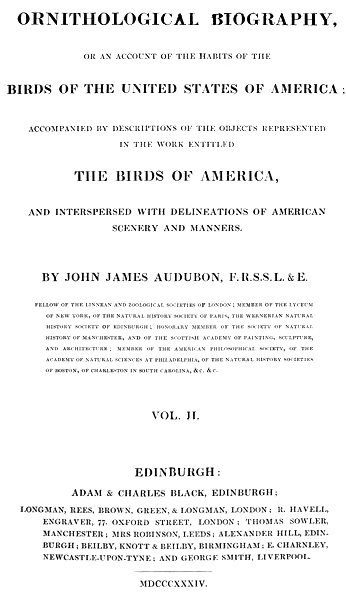 ORNITHOLOGICAL BIOGRAPHY,
OR AN ACCOUNT OF THE HABITS OF THE
BIRDS OF THE UNITED STATES OF AMERICA ;
ACCOMPANIED BY DESCRIPTIONS OF THE OBJECTS REPRESENTED
IN THE WORK ENTITLED
THE BIRDS OF AMERICA,
AND INTERSPERSED WITH DELINEATIONS OF AMERICAN
SCENERY AND MANNERS.
BY JOHN JAMES AUDUBON, F.R.S.S. L. & E.
FELLOW OF THE LINNEAN AND ZOOLOGICAL SOCIETIES OF LONDON ; MEMBER OF THE LYCEUM
OF NEW YORK, OF THE NATURAL HISTORY SOCIETY OF PARIS, THE WERNERIAN NATURAL
HISTORY SOCIETY OF EDINBURGH ; HONORARY MEMBER OF THE SOCIETY OF NATURAL
HISTORY OF MANCHESTER, AND OF THE SCOTTISH ACADEMY OF PAINTING, SCULPTURE,
AND ARCHITECTURE ; MEMBER OF THE AMERICAN PHILOSOPHICAL SOCIETY, OF THE
ACADEMY OF NATURAL SCIENCES AT PHILADELPHIA, OF THE NATURAL HISTORY SOCIETIES
OF BOSTON, OF CHARLESTON IN SOUTH CAROLINA, &C. &C.
VOL. II.
EDINBURGH :
ADAM & CHARLES BLACK, EDINBURGH ;
LONGMAN, REES, BROWN, GREEN, & LONGMAN, LONDON ; R. HAVELL,
ENGRAVER, 77. OXFORD STREET, LONDON ; THOMAS SOWLER,
MANCHESTER ; MRS ROBINSON, LEEDS ; ALEXANDER HILL, EDIN-
BURGH ; BEILBY, KNOTT & BEILBY, BIRMINGHAM ; E. CHARNLEY,
NEWCASTLE-UPON-TYNE ; AND GEORGE SMITH, LIVERPOOL.
MDCCCXXXIV.